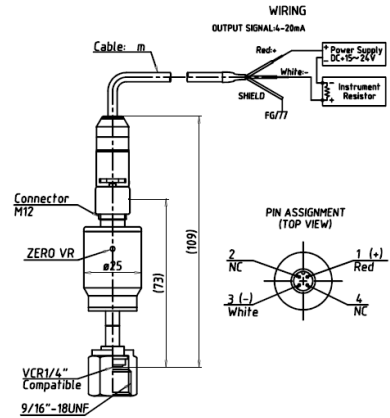 WIRING
OUTPUT SIGNAL:4-20mA
Cable: m
Red:+
+ Power Supply
- DC+15~24V
White:-
- Instrument
+ Resistor
SHIELD
FG/77
Connector
M12
ZERO VR
ø25
(73)
(109)
PIN ASSIGNMENT
(TOP VIEW)
2
NC
1 (+)
Red
3 (-)
White
4
NC
VCR1/4"
Compatible
9/16"-18UNF